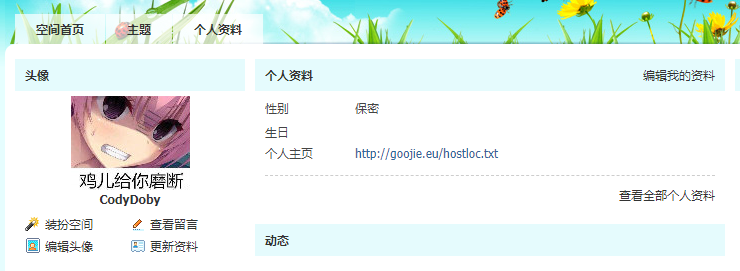 空间首页 主题 个人资料
头像
鸡儿给你磨断
CodyDoby
装扮空间 查看留言
编辑头像 更新资料
个人资料 编辑我的资料
性别 保密
生日
个人主页 http://goojie.eu/hostloc.txt
查看全部个人资料
动态